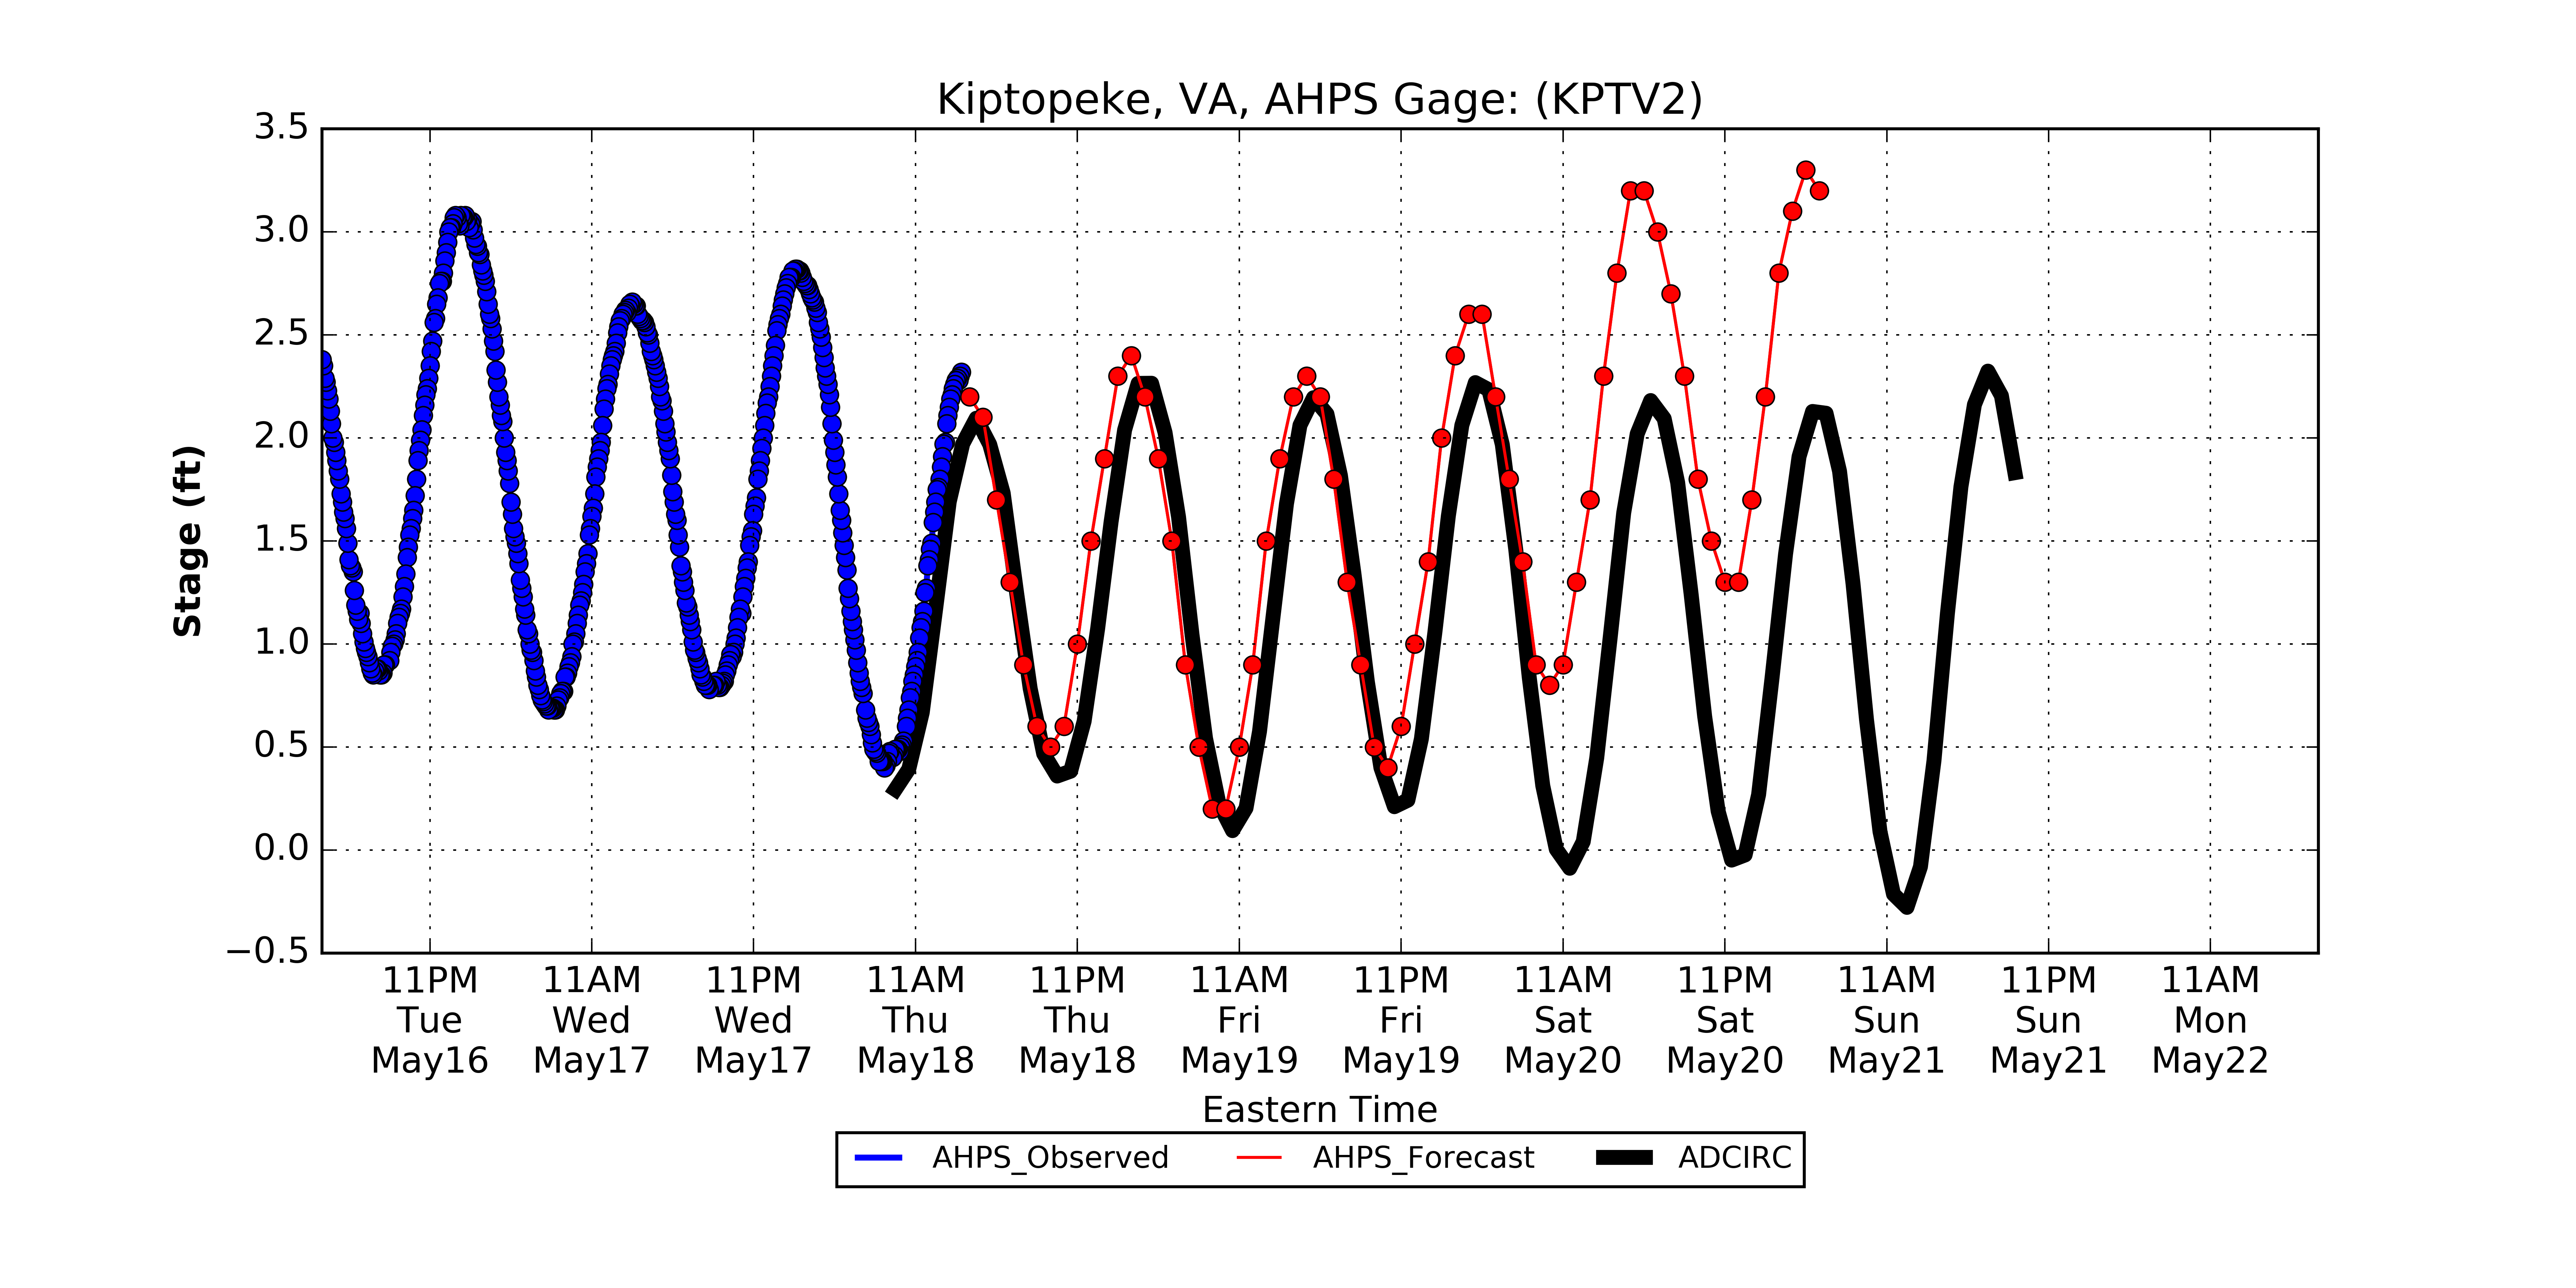 Kiptopeke, VA, AHPS Gage: (KPTV2)
3.5
3.0
2.5
2.0
1.5
1.0
0.5
0.0
−0.5
Stage (ft)
11PM 11AM 11PM 11AM 11PM 11AM 11PM 11AM 11PM 11AM 11PM 11AM
Tue Wed Wed Thu Thu Fri Fri Sat Sat Sun Sun Mon
May16 May17 May17 May18 May18 May19 May19 May20 May20 May21 May21 May22
Eastern Time
AHPS_Observed AHPS_Forecast ADCIRC